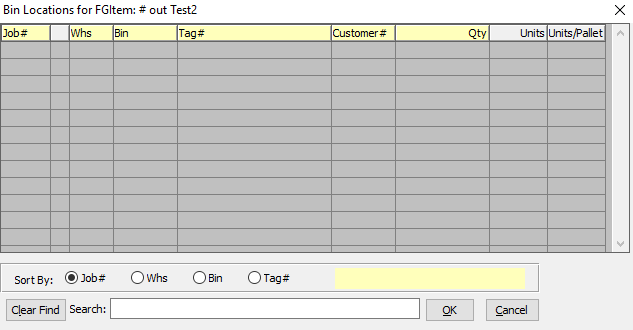 Bin Locations for FGItem: # out Test2
Job# Whs Bin Tag# Customer# Qty Units Units/Pallet
Sort By: Job# Whs Bin Tag#
Clear Find Search: OK Cancel